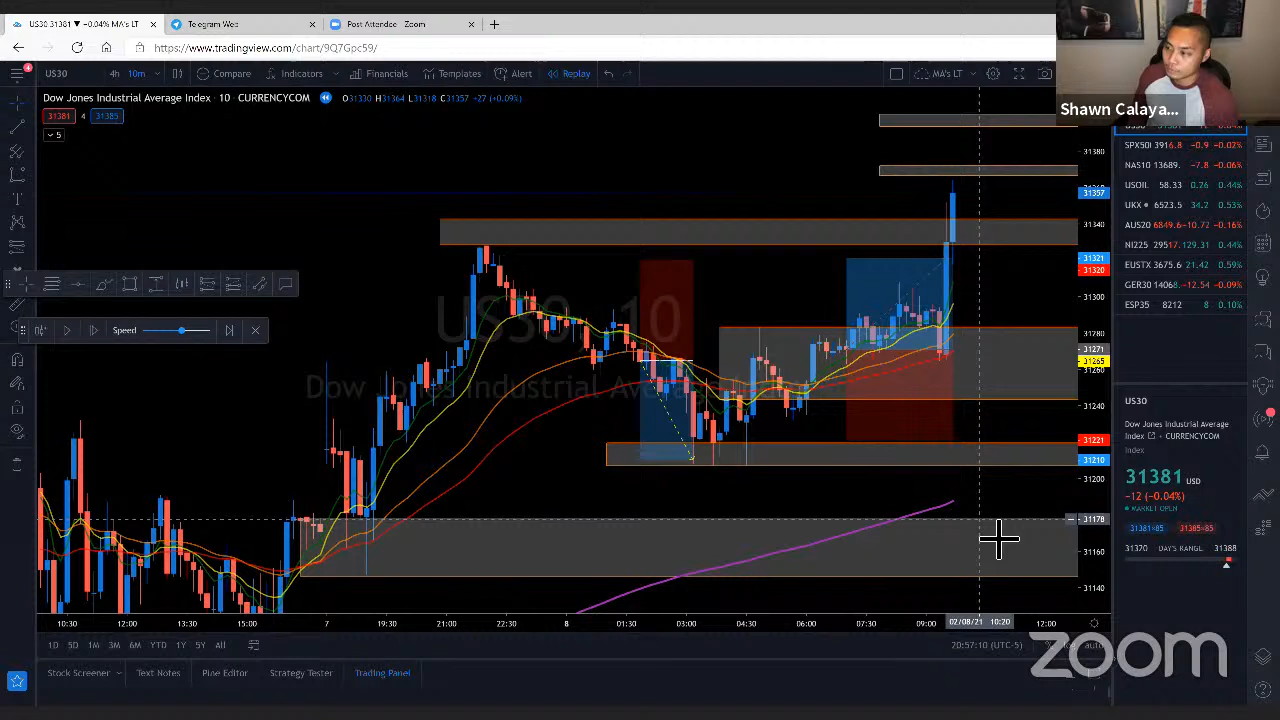 US30 31381 ▼ −0.04% MA's LT
Telegram Web
Post Attendee - Zoom
https://www.tradingview.com/chart/9Q7Gpc59/
Shawn Calaya...
US30
4h
10m
Compare
Indicators
Financials
Templates
Alert
Replay
MA's LT
Dow Jones Industrial Average Index · 10 · CURRENCYCOM
O31330 H31364 L31318 C31357 +27 (+0.09%)
31381
4
31385
5
Speed
US30, 10
Dow Jones Industrial Average
31380
31357
31340
31321
31320
31300
31280
31271
31265
31260
31240
31221
31210
31200
31178
31160
31140
SPX500 3916.8 -0.9 -0.02%
NAS100 13689. -7.8 -0.06%
USOIL 58.33 0.26 0.44%
UKX 6523.5 34.2 0.53%
AUS20 6849.6 -10.72 -0.16%
NI225 29517. 129.31 0.44%
EUSTX 3675.6 21.42 0.59%
GER30 14068. -12.54 -0.09%
ESP35 8212 8 0.10%
US30
Dow Jones Industrial Average
Index · CURRENCYCOM
Index
31381 USD
−12 (−0.04%)
MARKET OPEN
31381×85 31385×85
31370 DAY'S RANGE 31388
10:30 12:00 13:30 15:00 7 19:30 21:00 22:30 8 01:30 03:00 04:30 06:00 07:30 09:00 02/08/21 10:20 12:00
1D 5D 1M 3M 6M YTD 1Y 5Y All
20:57:10 (UTC-5)
%
log
auto
Stock Screener
Text Notes
Pine Editor
Strategy Tester
Trading Panel
zoom